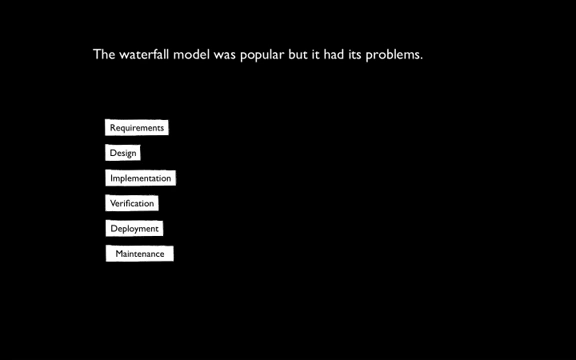 The waterfall model was popular but it had its problems.
Requirements
Design
Implementation
Verification
Deployment
Maintenance